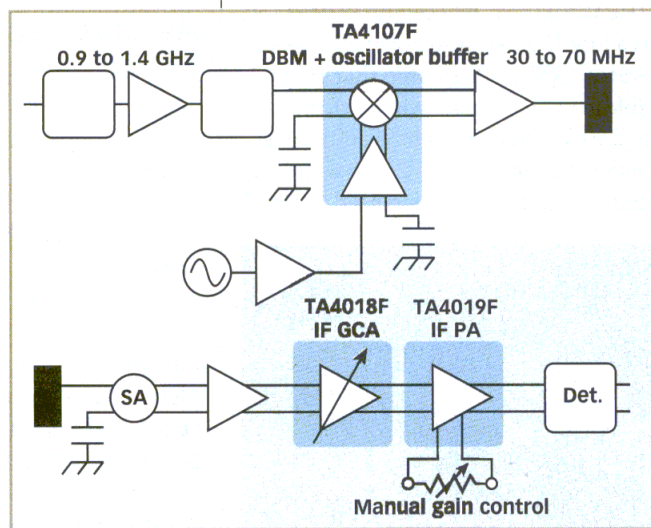 TA4107F
0.9 to 1.4 GHz
DBM + oscillator buffer
30 to 70 MHz
TA4018F
IF GCA
TA4019F
IF PA
SA
Det.
Manual gain control